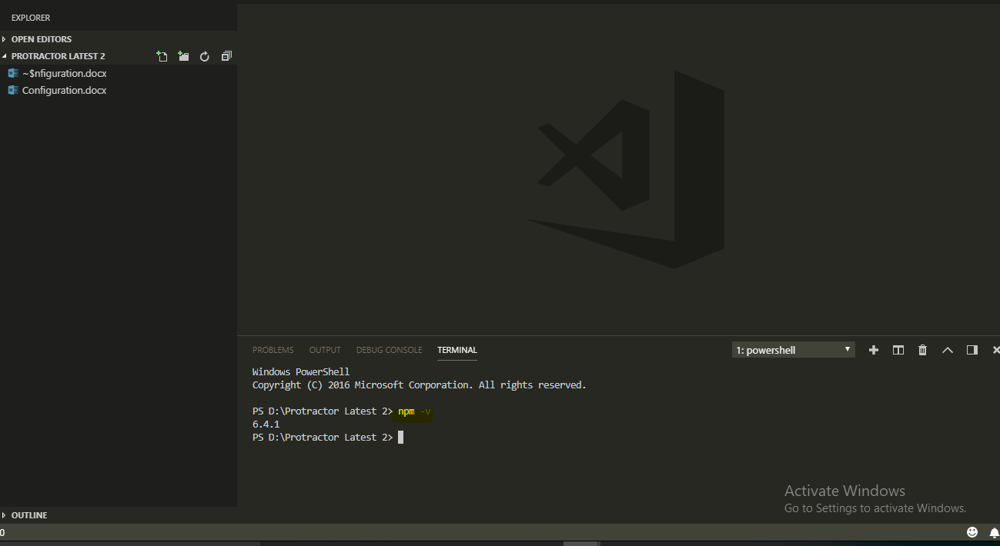 EXPLORER
OPEN EDITORS
PROTRACTOR LATEST 2
~$nfiguration.docx
Configuration.docx
OUTLINE
0
PROBLEMS OUTPUT DEBUG CONSOLE TERMINAL 1: powershell
Windows PowerShell
Copyright (C) 2016 Microsoft Corporation. All rights reserved.
PS D:\Protractor Latest 2> npm -v
6.4.1
PS D:\Protractor Latest 2>
Activate Windows
Go to Settings to activate Windows.